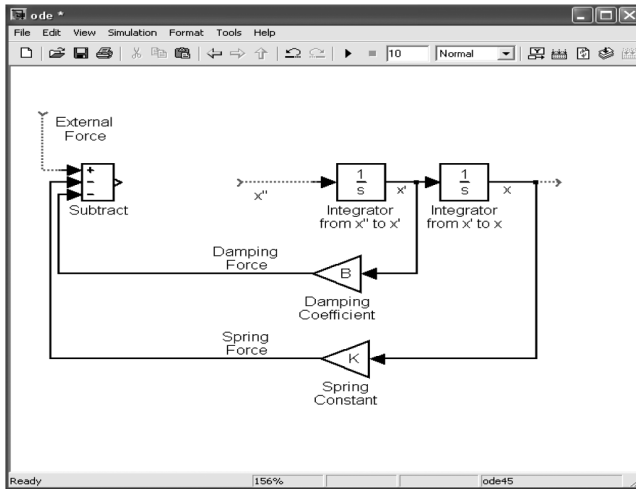 ode *
File Edit View Simulation Format Tools Help
10 Normal
External
Force
+
−
−
Subtract
x"
1
s
x'
1
s
x
Integrator
from x" to x'
Integrator
from x' to x
Damping
Force
B
Damping
Coefficient
Spring
Force
K
Spring
Constant
Ready 156% ode45